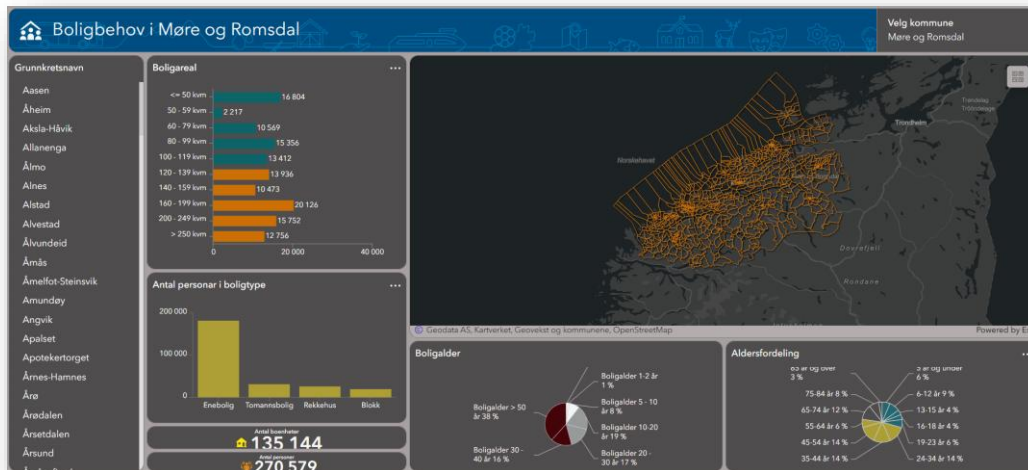 Boligbehov i Møre og Romsdal
Velg kommune
Møre og Romsdal
Grunnkretsnavn
Aasen
Åheim
Aksla-Håvik
Allanenga
Ålmo
Alnes
Alstad
Alvestad
Ålvundeid
Åmås
Åmelfot-Steinsvik
Amundøy
Angvik
Apalset
Apotekertorget
Årnes-Hamnes
Årø
Årødalen
Årsetdalen
Årsund
Boligareal
<= 50 kvm 16 804
50 - 59 kvm 2 217
60 - 79 kvm 10 569
80 - 99 kvm 15 356
100 - 119 kvm 13 412
120 - 139 kvm 13 936
140 - 159 kvm 10 473
160 - 199 kvm 20 126
200 - 249 kvm 15 752
> 250 kvm 12 756
0 20 000 40 000
Antal personar i boligtype
200 000
100 000
0
Enebolig Tomannsbolig Rekkehus Blokk
Antal boenheter
135 144
Antal personer
270 579
Norskehavet
Trondheim
Dovrefjell
Rondane
Geodata AS, Kartverket, Geovekst og kommunene, OpenStreetMap
Powered by Es
Boligalder
Boligalder 1-2 år
1 %
Boligalder 5 - 10
år 8 %
Boligalder 10-20
år 19 %
Boligalder 20 -
30 år 17 %
Boligalder 30 -
40 år 16 %
Boligalder > 50
år 38 %
Aldersfordeling
85 år og over
3 %
75-84 år 8 %
65-74 år 12 %
55-64 år 6 %
45-54 år 14 %
35-44 år 14 %
5 år og under
6 %
6-12 år 9 %
13-15 år 4 %
16-18 år 4 %
19-23 år 6 %
24-34 år 14 %